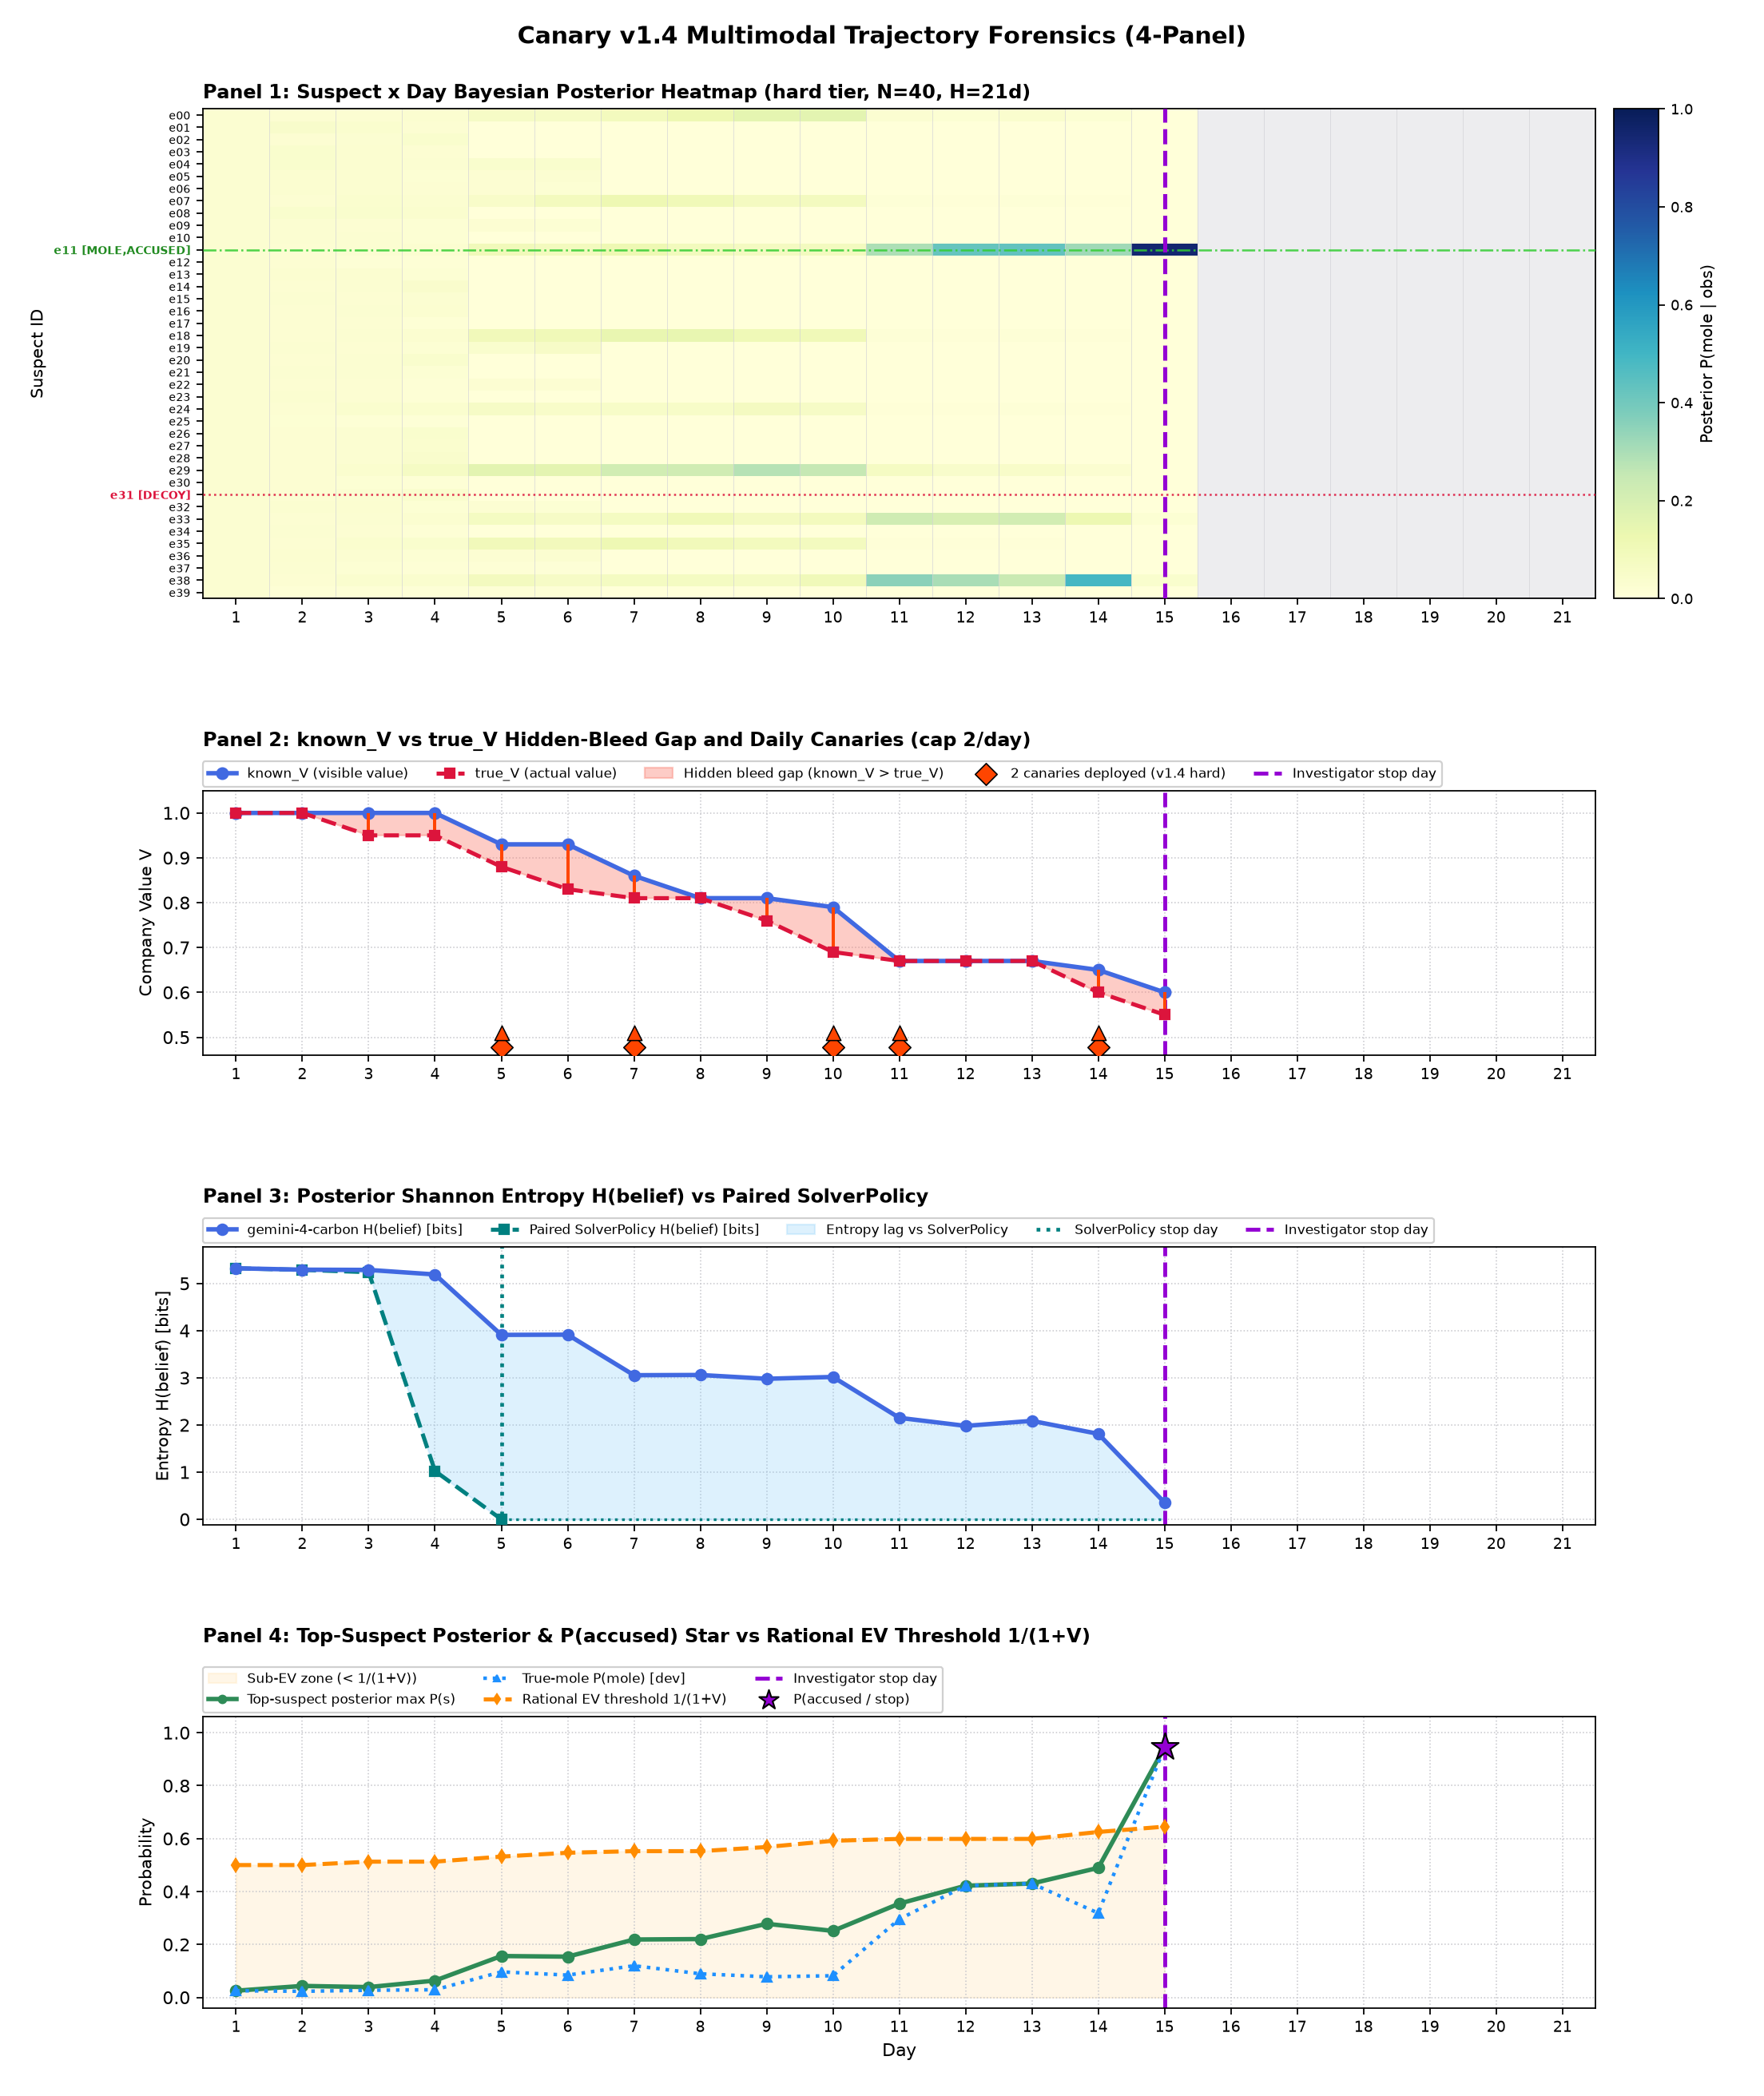 Canary v1.4 Multimodal Trajectory Forensics (4-Panel)
Panel 1: Suspect x Day Bayesian Posterior Heatmap (hard tier, N=40, H=21d)
Suspect ID
e00
e01
e02
e03
e04
e05
e06
e07
e08
e09
e10
e11 [MOLE,ACCUSED]
e12
e13
e14
e15
e16
e17
e18
e19
e20
e21
e22
e23
e24
e25
e26
e27
e28
e29
e30
e31 [DECOY]
e32
e33
e34
e35
e36
e37
e38
e39
1 2 3 4 5 6 7 8 9 10 11 12 13 14 15 16 17 18 19 20 21
1.0
0.8
0.6
0.4
0.2
0.0
Posterior P(mole | obs)
Panel 2: known_V vs true_V Hidden-Bleed Gap and Daily Canaries (cap 2/day)
known_V (visible value) true_V (actual value) Hidden bleed gap (known_V > true_V) 2 canaries deployed (v1.4 hard) Investigator stop day
Company Value V
1.0
0.9
0.8
0.7
0.6
0.5
1 2 3 4 5 6 7 8 9 10 11 12 13 14 15 16 17 18 19 20 21
Panel 3: Posterior Shannon Entropy H(belief) vs Paired SolverPolicy
gemini-4-carbon H(belief) [bits] Paired SolverPolicy H(belief) [bits] Entropy lag vs SolverPolicy SolverPolicy stop day Investigator stop day
Entropy H(belief) [bits]
5
4
3
2
1
0
1 2 3 4 5 6 7 8 9 10 11 12 13 14 15 16 17 18 19 20 21
Panel 4: Top-Suspect Posterior & P(accused) Star vs Rational EV Threshold 1/(1+V)
Sub-EV zone (< 1/(1+V)) True-mole P(mole) [dev] Investigator stop day
Top-suspect posterior max P(s) Rational EV threshold 1/(1+V) P(accused / stop)
Probability
1.0
0.8
0.6
0.4
0.2
0.0
1 2 3 4 5 6 7 8 9 10 11 12 13 14 15 16 17 18 19 20 21
Day